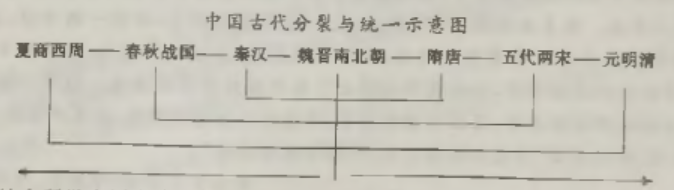 中国古代分裂与统一示意图
夏商西周——春秋战国——秦汉——魏晋南北朝——隋唐——五代两宋——元明清